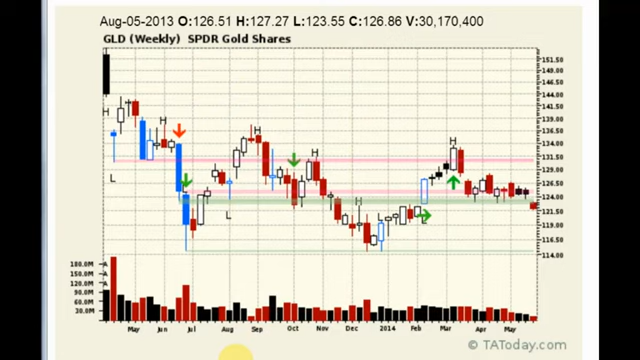 Aug-05-2013 O:126.51 H:127.27 L:123.55 C:126.86 V:30,170,400
GLD (Weekly) SPDR Gold Shares
151.50
149.00
146.50
144.00
141.50
139.00
136.50
134.00
131.50
129.00
126.50
124.00
121.50
119.00
116.50
114.00
H
H
H
H
H
H
L
L
L
L
180.0M
150.0M
120.0M
90.0M
60.0M
30.0M
May Jun Jul Aug Sep Oct Nov Dec 2014 Feb Mar Apr May
© TAToday.com